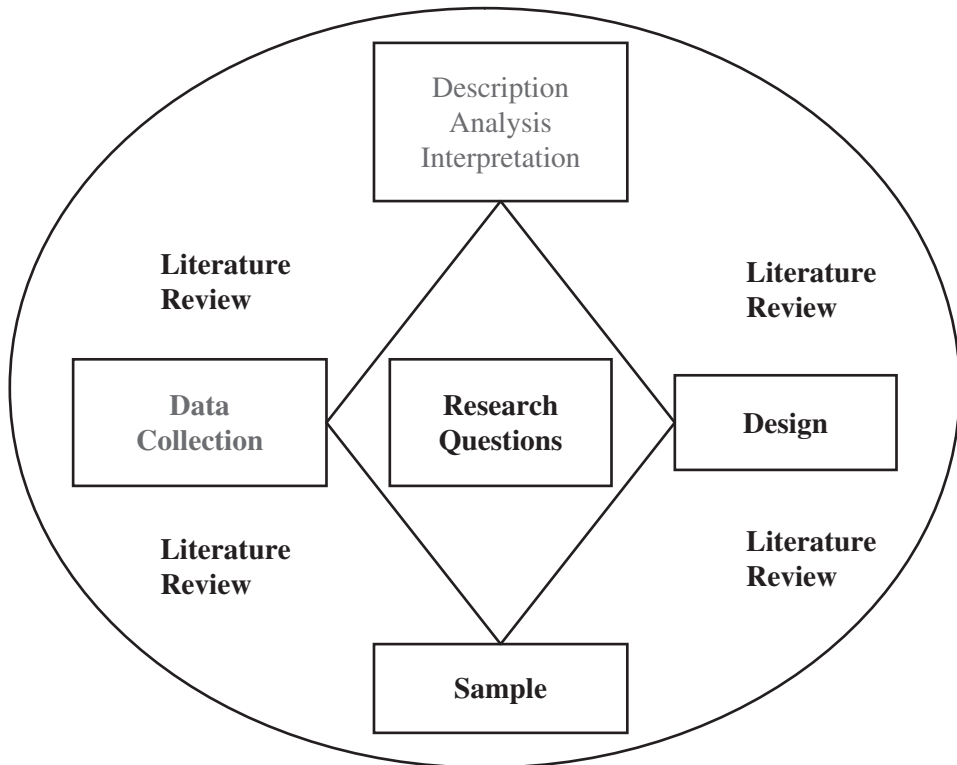 Description
Analysis
Interpretation
Literature
Review
Literature
Review
Data
Collection
Research
Questions
Design
Literature
Review
Literature
Review
Sample